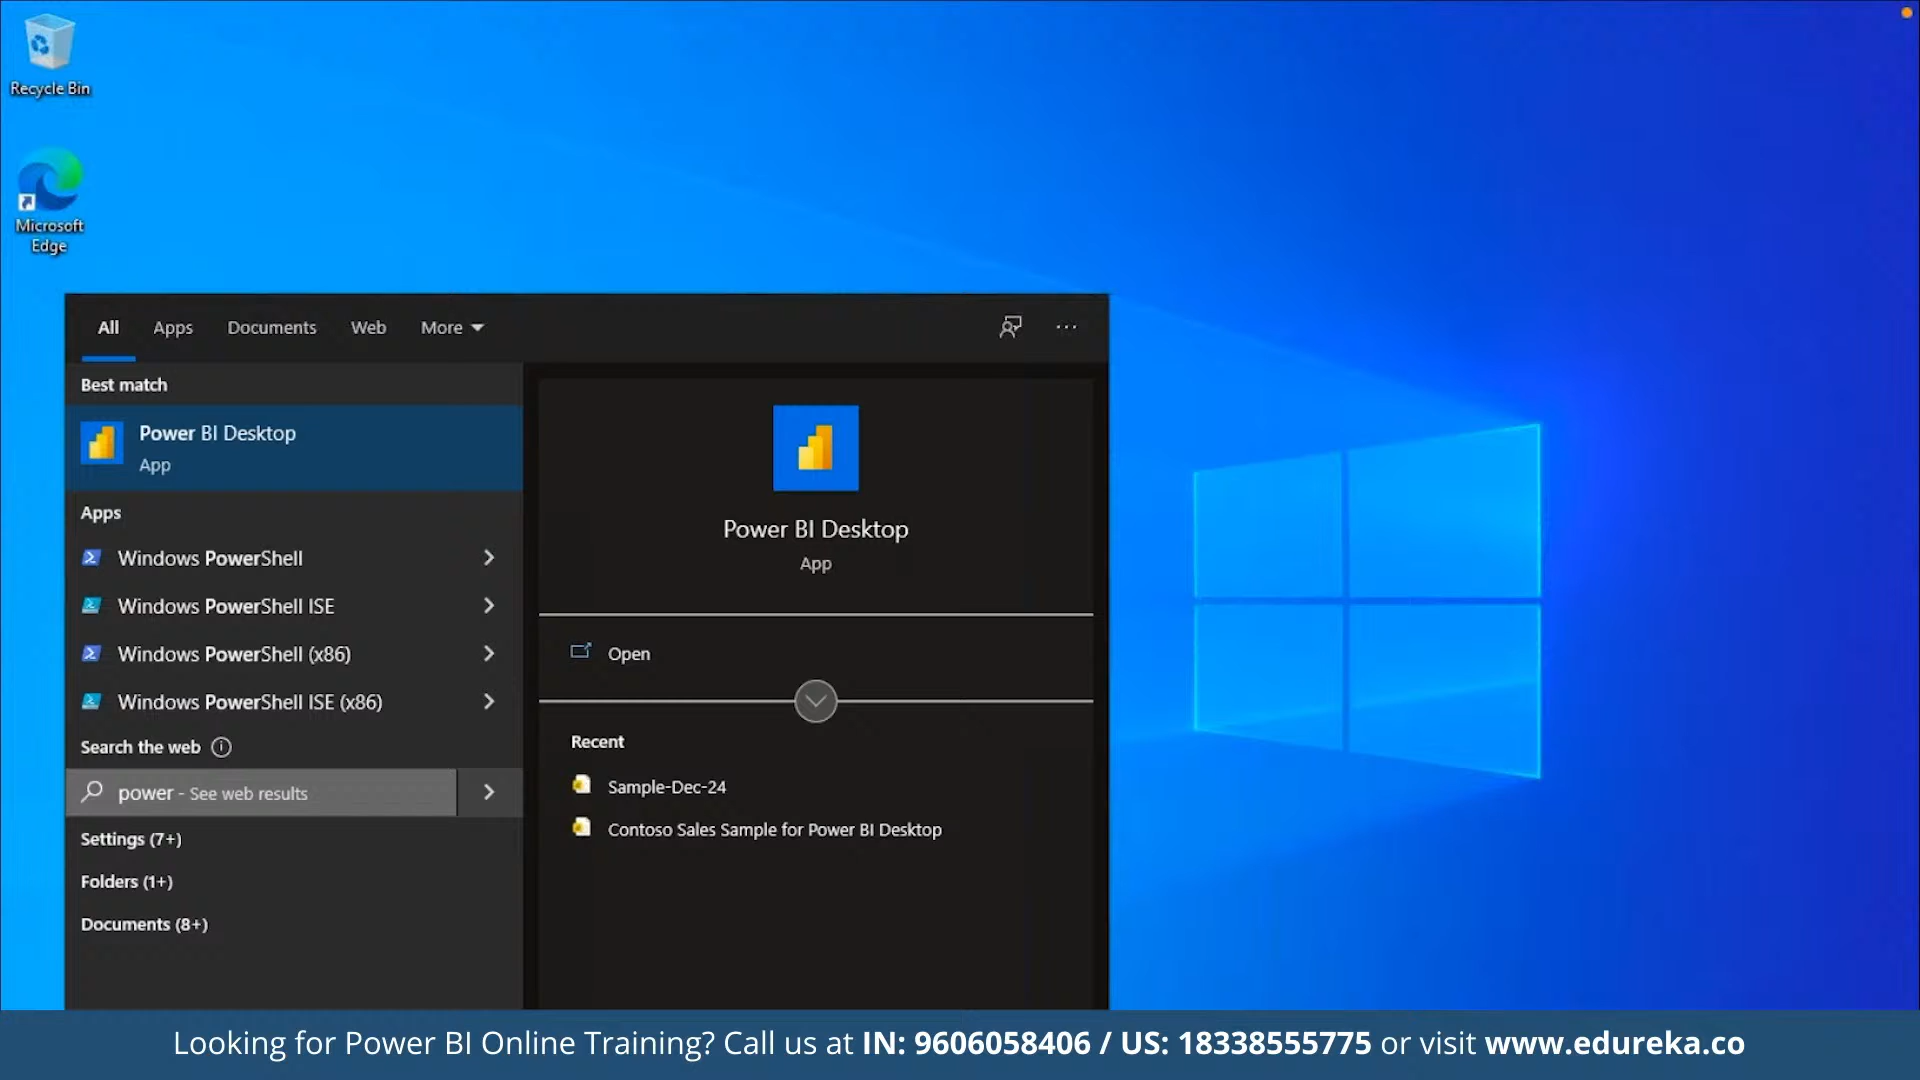 Recycle Bin
Microsoft
Edge
All Apps Documents Web More
Best match
Power BI Desktop
App
Apps
Windows PowerShell
Windows PowerShell ISE
Windows PowerShell (x86)
Windows PowerShell ISE (x86)
Search the web
power - See web results
Settings (7+)
Folders (1+)
Documents (8+)
Power BI Desktop
App
Open
Recent
Sample-Dec-24
Contoso Sales Sample for Power BI Desktop
Looking for Power BI Online Training? Call us at IN: 9606058406 / US: 18338555775 or visit www.edureka.co